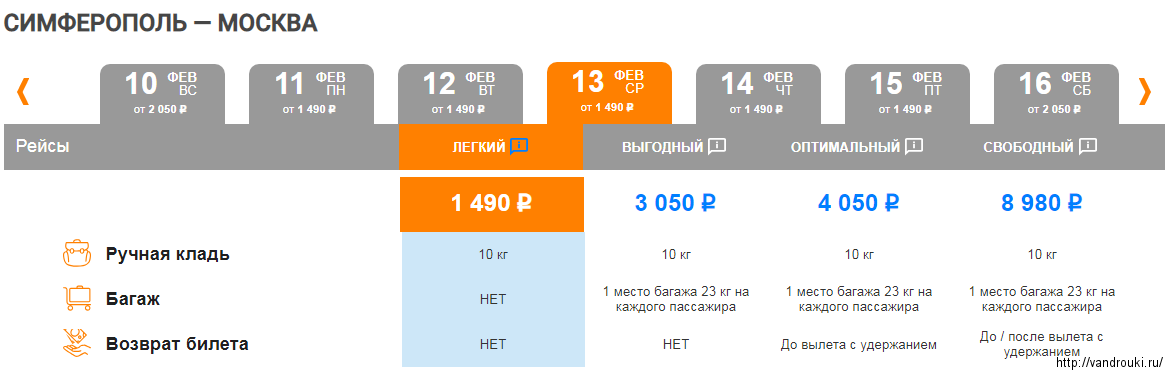 СИМФЕРОПОЛЬ — МОСКВА
10 ФЕВ ВС от 2 050 ₽
11 ФЕВ ПН от 1 490 ₽
12 ФЕВ ВТ от 1 490 ₽
13 ФЕВ СР от 1 490 ₽
14 ФЕВ ЧТ от 1 490 ₽
15 ФЕВ ПТ от 1 490 ₽
16 ФЕВ СБ от 2 050 ₽
Рейсы ЛЕГКИЙ ВЫГОДНЫЙ ОПТИМАЛЬНЫЙ СВОБОДНЫЙ
1 490 ₽ 3 050 ₽ 4 050 ₽ 8 980 ₽
Ручная кладь 10 кг 10 кг 10 кг 10 кг
Багаж НЕТ 1 место багажа 23 кг на каждого пассажира 1 место багажа 23 кг на каждого пассажира 1 место багажа 23 кг на каждого пассажира
Возврат билета НЕТ НЕТ До вылета с удержанием До / после вылета с удержанием
http://vandrouki.ru/